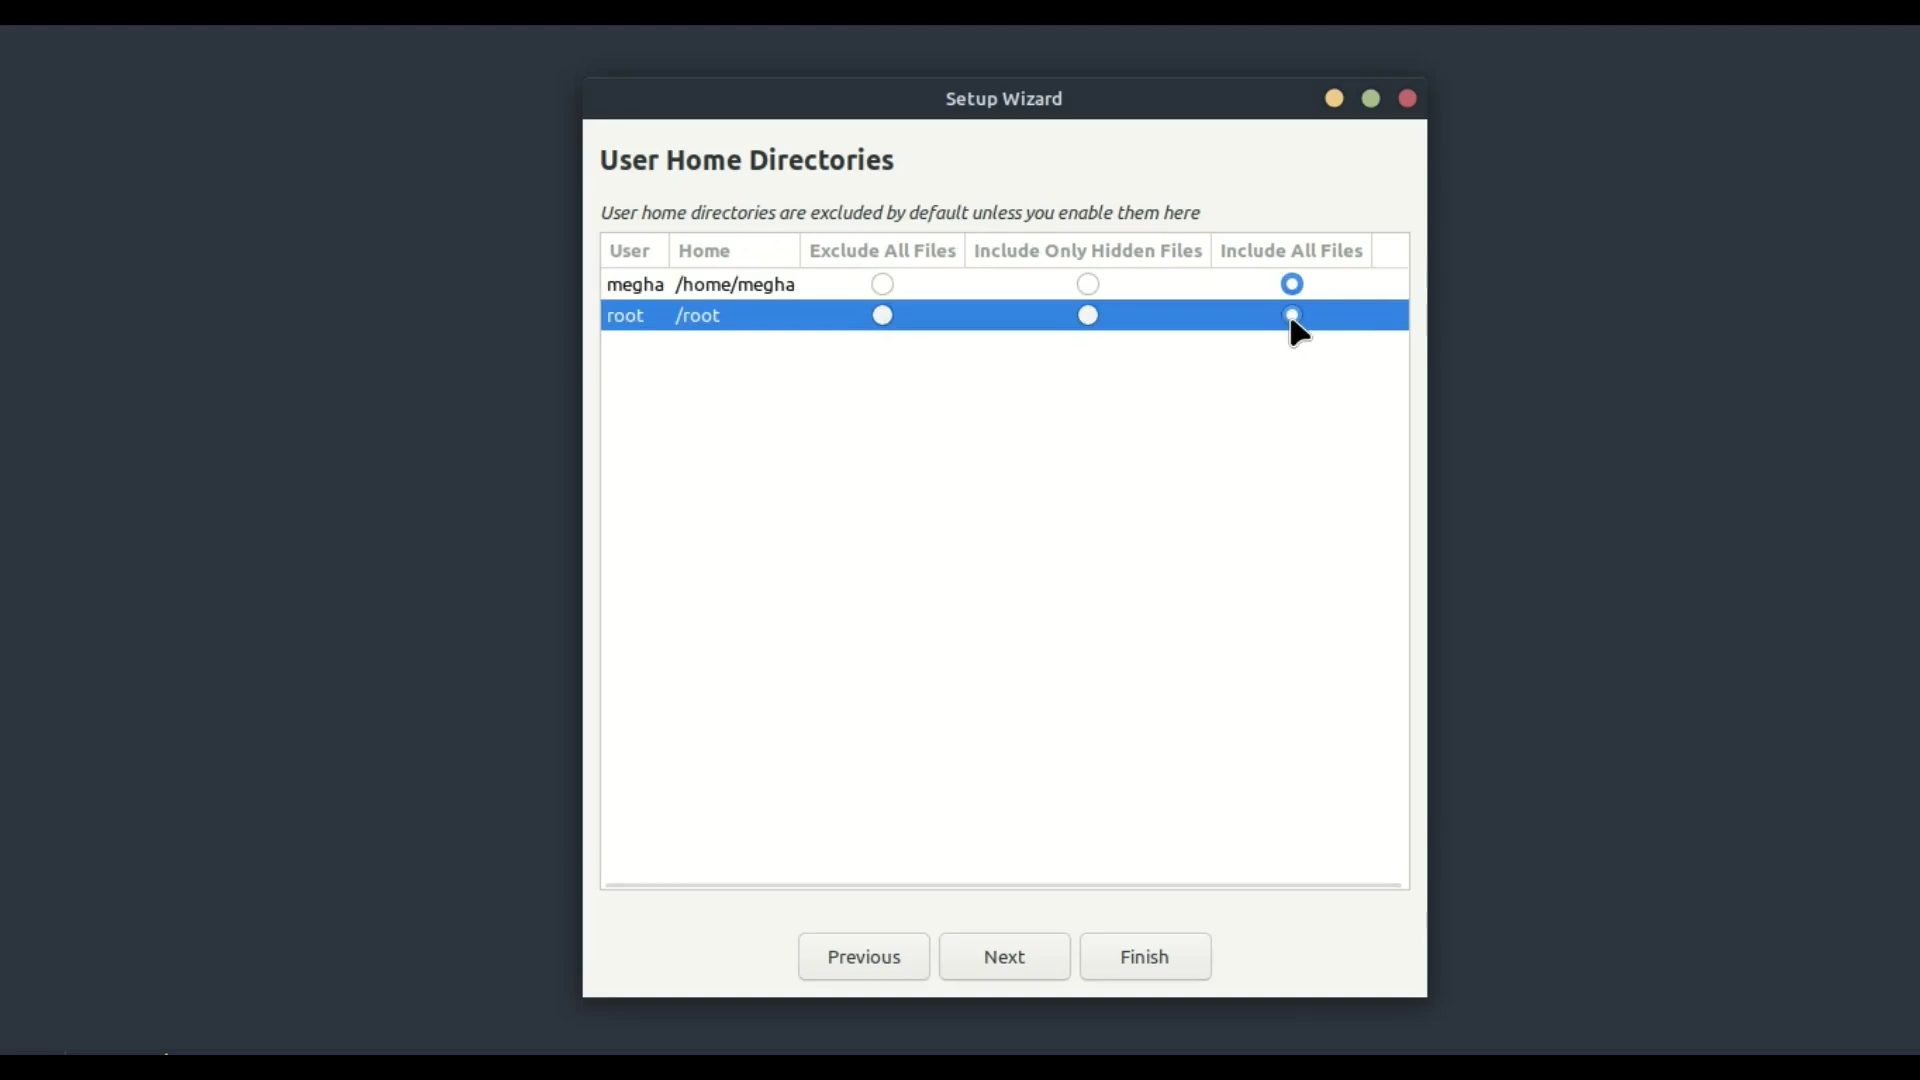 Setup Wizard
User Home Directories
User home directories are excluded by default unless you enable them here
User Home Exclude All Files Include Only Hidden Files Include All Files
megha /home/megha
root /root
Previous Next Finish